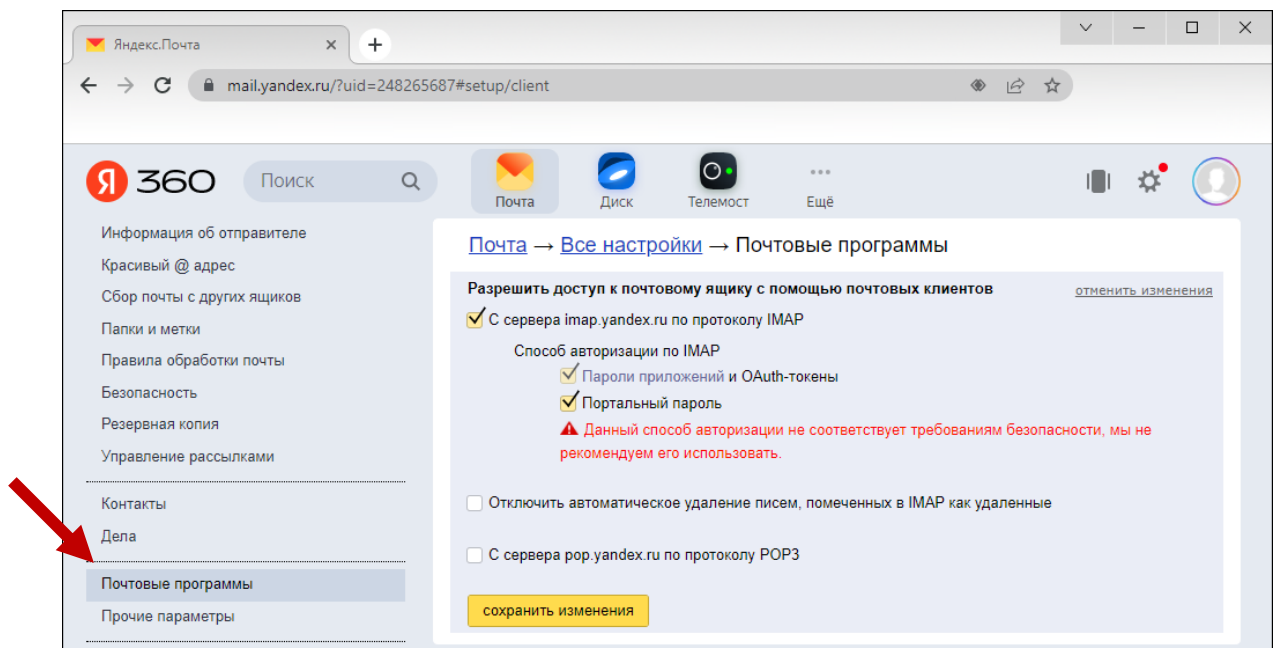 Яндекс.Почта
mail.yandex.ru/?uid=248265687#setup/client
Я 360
Поиск
Почта
Диск
Телемост
Ещё
Информация об отправителе
Красивый @ адрес
Сбор почты с других ящиков
Папки и метки
Правила обработки почты
Безопасность
Резервная копия
Управление рассылками
Контакты
Дела
Почтовые программы
Прочие параметры
Почта → Все настройки → Почтовые программы
Разрешить доступ к почтовому ящику с помощью почтовых клиентов
отменить изменения
С сервера imap.yandex.ru по протоколу IMAP
Способ авторизации по IMAP
Пароли приложений и OAuth-токены
Портальный пароль
Данный способ авторизации не соответствует требованиям безопасности, мы не
рекомендуем его использовать.
Отключить автоматическое удаление писем, помеченных в IMAP как удаленные
С сервера pop.yandex.ru по протоколу POP3
сохранить изменения